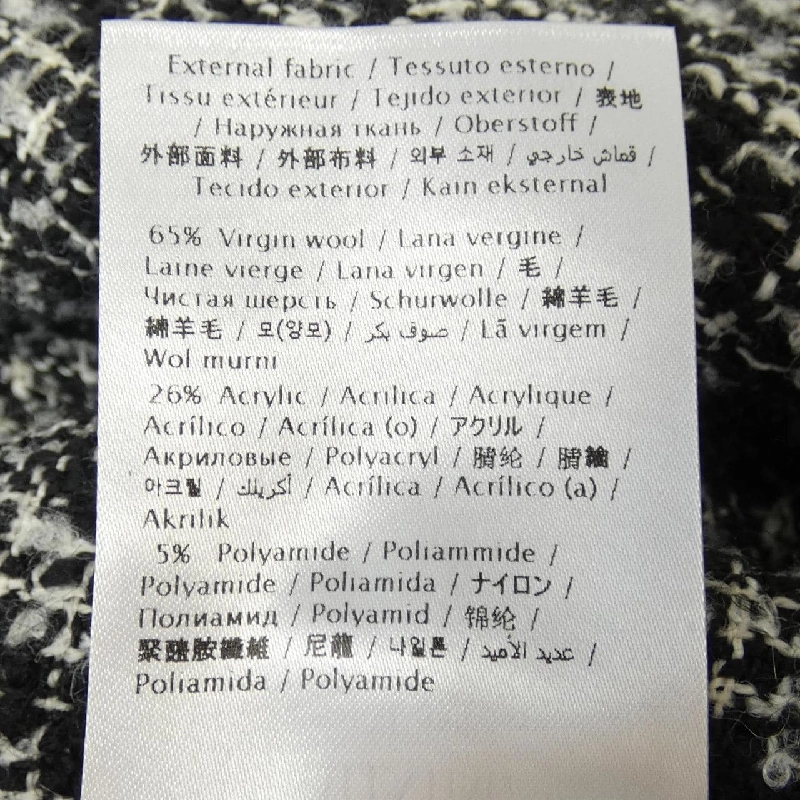 External fabric / Tessuto esterno /
Tissu extérieur / Tejido exterior / 表地
/ Наружная ткань / Oberstoff /
外部面料 / 外部布料 / 외부 소재 / قماش خارجي /
Tecido exterior / Kain eksternal
65% Virgin wool / Lana vergine /
Laine vierge / Lana virgen / 毛 /
Чистая шерсть / Schurwolle / 綿羊毛 /
綿羊毛 / 모(양모) / صوف بكر / Lã virgem /
Wol murni
26% Acrylic / Acrilica / Acrylique /
Acrílico / Acrílica (o) / アクリル /
Акриловые / Polyacryl / 腈纶 / 腈綸 /
아크릴 / أكريلك / Acrílica / Acrílico (a) /
Akrilik
5% Polyamide / Poliammide /
Polyamide / Poliamida / ナイロン /
Полиамид / Polyamid / 锦纶 /
聚醯胺纖維 / 尼龍 / 나일론 / عديد الأميد /
Poliamida / Polyamide